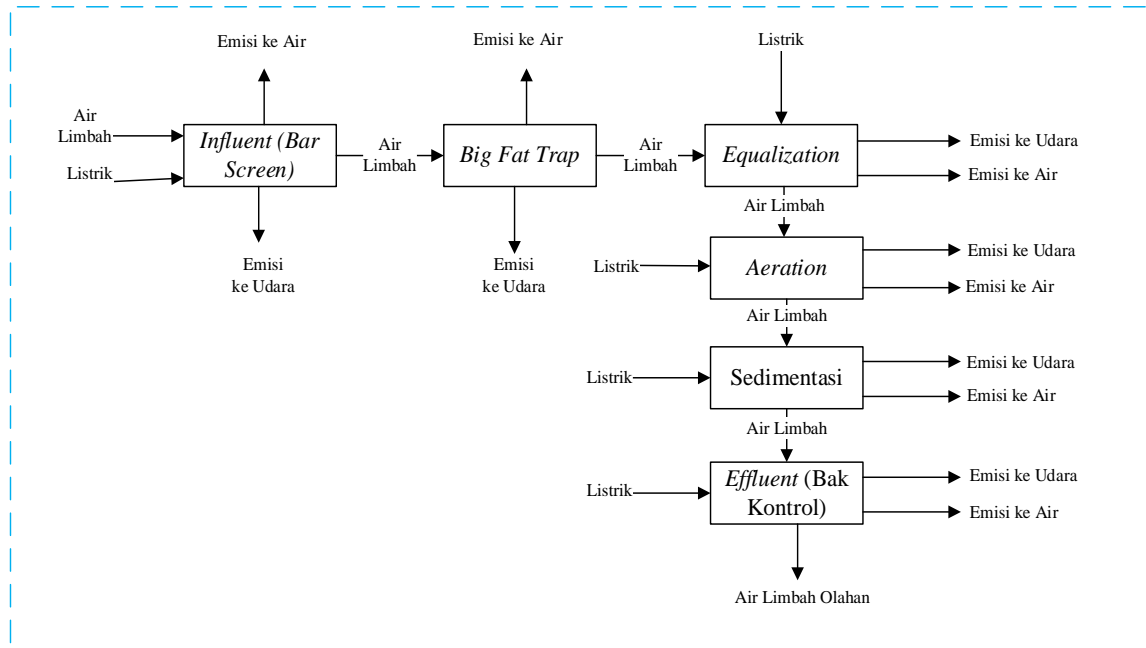 Emisi ke Air
Emisi ke Air
Listrik
Air
Limbah
Listrik
Influent (Bar
Screen)
Air
Limbah
Big Fat Trap
Air
Limbah
Equalization
Emisi ke Udara
Emisi ke Air
Air Limbah
Emisi
ke Udara
Emisi
ke Udara
Listrik
Aeration
Emisi ke Udara
Emisi ke Air
Air Limbah
Listrik
Sedimentasi
Emisi ke Udara
Emisi ke Air
Air Limbah
Listrik
Effluent (Bak
Kontrol)
Emisi ke Udara
Emisi ke Air
Air Limbah Olahan